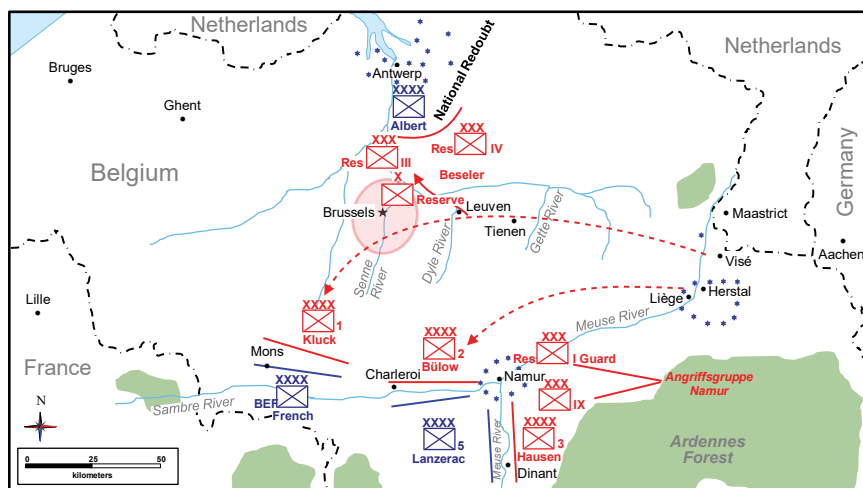 Netherlands
Netherlands
Bruges
Antwerp
National Redoubt
Ghent
XXXX
Albert
Germany
XXX
Res
III
XXX
Res
IV
Belgium
Beseler
X
Reserve
Brussels
Leuven
Tienen
Maastrict
Gette River
Dyle River
Senne
River
Visé
Aachen
Herstal
Liège
Lille
XXXX
1
Kluck
Meuse River
XXXX
2
Bülow
XXX
Res
I Guard
Mons
France
Charleroi
Namur
Angriffsgruppe
Namur
XXXX
BEF
French
XXX
IX
Sambre River
N
XXXX
5
Lanzerac
Meuse River
XXXX
3
Hausen
Ardennes
Forest
Dinant
0
25
50
kilometers